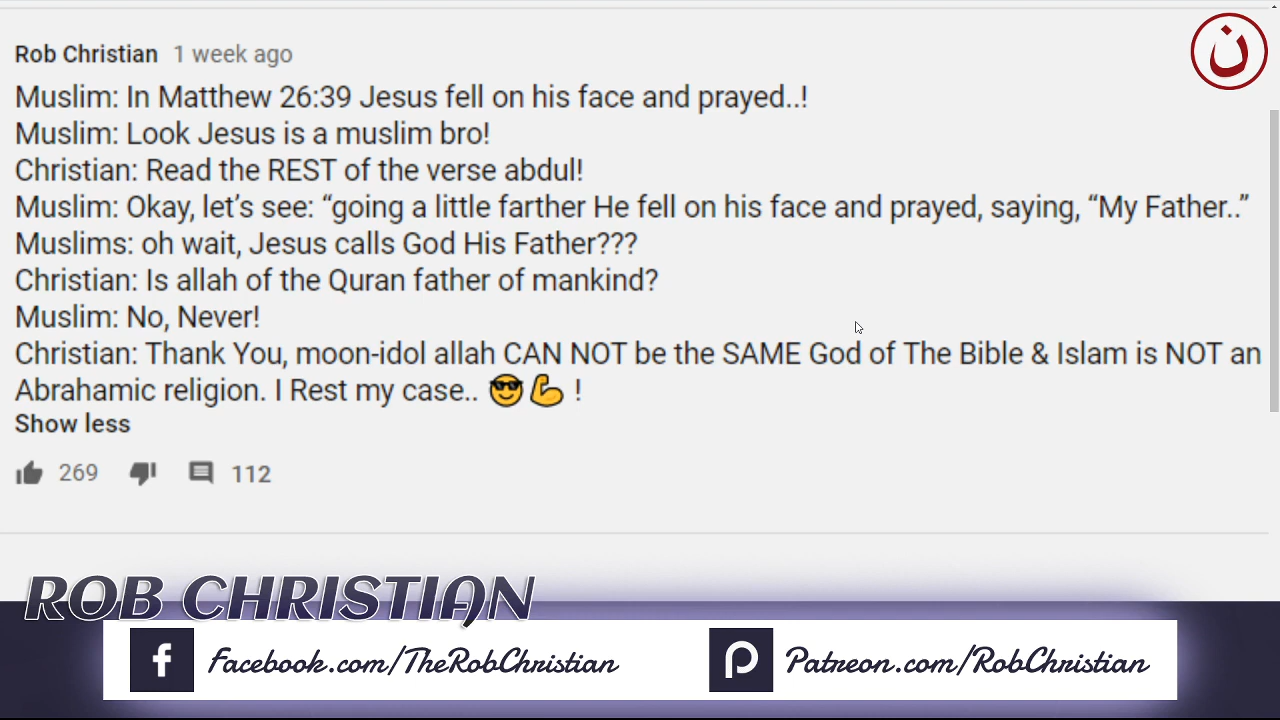 Rob Christian 1 week ago
ن
Muslim: In Matthew 26:39 Jesus fell on his face and prayed..!
Muslim: Look Jesus is a muslim bro!
Christian: Read the REST of the verse abdul!
Muslim: Okay, let’s see: “going a little farther He fell on his face and prayed, saying, “My Father..”
Muslims: oh wait, Jesus calls God His Father???
Christian: Is allah of the Quran father of mankind?
Muslim: No, Never!
Christian: Thank You, moon-idol allah CAN NOT be the SAME God of The Bible & Islam is NOT an
Abrahamic religion. I Rest my case.. 😎💪 !
Show less
269 112
ROB CHRISTIAN
Facebook.com/TheRobChristian Patreon.com/RobChristian